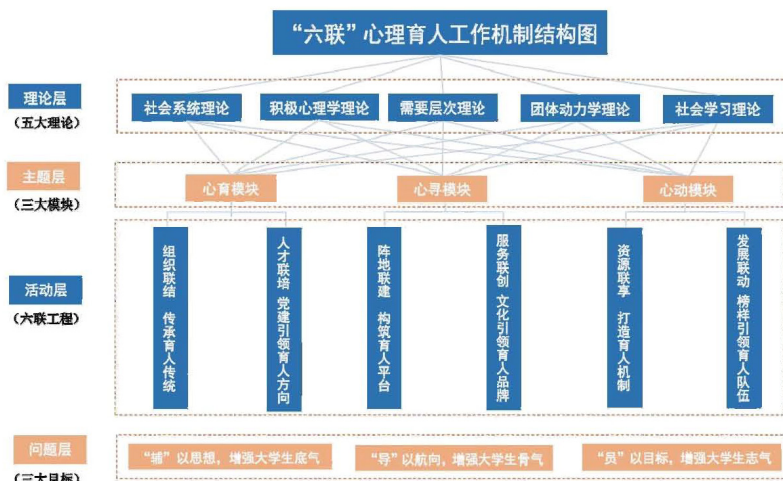 “六联”心理育人工作机制结构图
理论层
（五大理论）
社会系统理论
积极心理学理论
需要层次理论
团体动力学理论
社会学习理论
主题层
（三大模块）
心育模块
心寻模块
心动模块
活动层
（六联工程）
组织联结 传承育人传统
人才联培 党建引领育人方向
阵地联建 构筑育人平台
服务联创 文化引领育人品牌
资源联享 打造育人机制
发展联动 榜样引领育人队伍
问题层
（三大目标）
“辅”以思想，增强大学生底气
“导”以航向，增强大学生骨气
“员”以目标，增强大学生志气